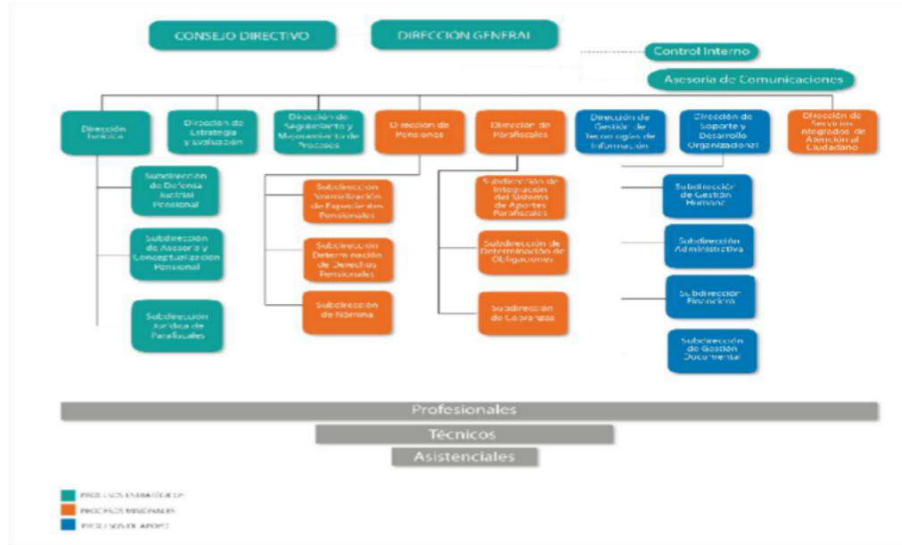 CONSEJO DIRECTIVO
DIRECCIÓN GENERAL
Control Interno
Asesoría de Comunicaciones
Dirección
Jurídica
Dirección de
Estrategia
y Evaluación
Dirección de
Seguimiento y
Mejoramiento de
Procesos
Dirección de
Pensiones
Dirección de
Parafiscales
Dirección de
Gestión de
Tecnologías de
Información
Dirección de
Soporte y
Desarrollo
Organizacional
Dirección de
Servicios
Integrados de
Atención al
Ciudadano
Subdirección
de Defensa
Judicial
Pensional
Subdirección
de Asesoría y
Conceptualización
Pensional
Subdirección
Jurídica de
Parafiscales
Subdirección
Normalización
de Expedientes
Pensionales
Subdirección
Determinación
de Derechos
Pensionales
Subdirección
de Nómina
Subdirección de
Integración
del Sistema
de Aportes
Parafiscales
Subdirección de
Determinación de
Obligaciones
Subdirección
de Cobranzas
Subdirección
de Gestión
Humana
Subdirección
Administrativa
Subdirección
Financiera
Subdirección
de Gestión
Documental
Profesionales
Técnicos
Asistenciales
PROCESOS ESTRATÉGICOS
PROCESOS MISIONALES
PROCESOS DE APOYO